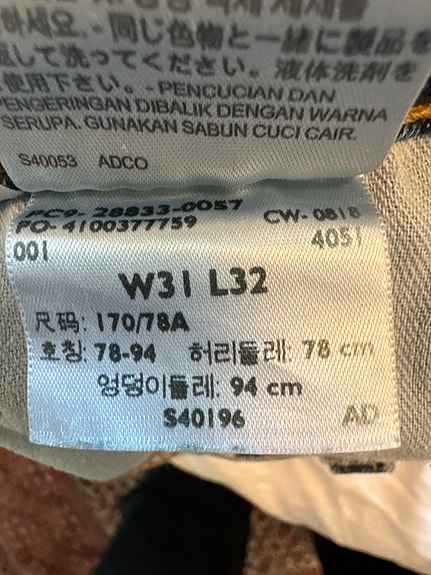 하세요. - 同じ色物と一緒に製品を
返して洗ってください。液体洗剤を
使用下さい。 - PENCUCIAN DAN
PENGERINGAN DIBALIK DENGAN WARNA
SERUPA. GUNAKAN SABUN CUCI CAIR.
S40053 ADCO
PC9- 28833-0057
PO- 4100377759
CW- 0818
001
4051
W31 L32
尺码: 170/78A
호칭: 78-94 허리둘레: 78 cm
엉덩이둘레: 94 cm
S40196
AD